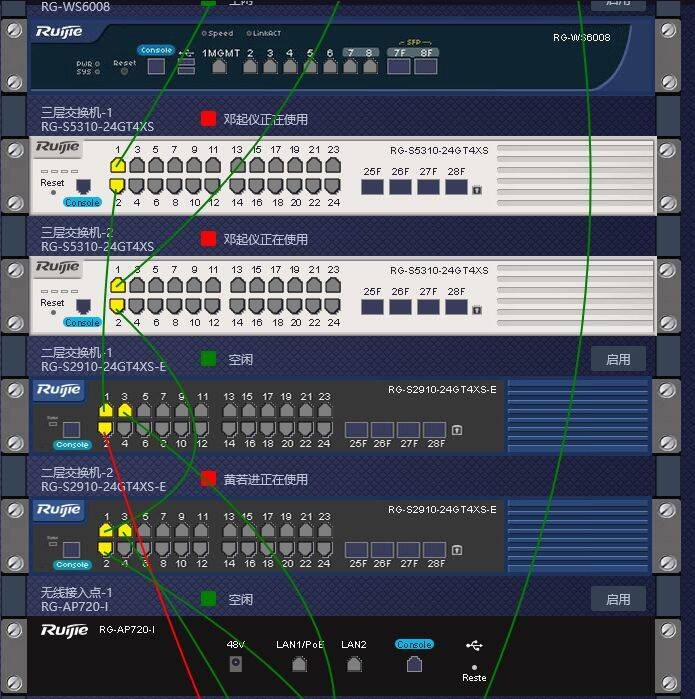 RG-WS6008
空闲
启用
Ruijie
Speed
LinkACT
RG-WS6008
Console
1MGMT 2 3 4 5 6 7 8
SFP
7F 8F
PWR
SYS
Reset
三层交换机-1
RG-S5310-24GT4XS
邓起仪正在使用
Ruijie
1 3 5 7 9 11 13 15 17 19 21 23
RG-S5310-24GT4XS
25F 26F 27F 28F
Reset
Console
2 4 6 8 10 12 14 16 18 20 22 24
三层交换机-2
RG-S5310-24GT4XS
邓起仪正在使用
Ruijie
1 3 5 7 9 11 13 15 17 19 21 23
RG-S5310-24GT4XS
25F 26F 27F 28F
Reset
Console
2 4 6 8 10 12 14 16 18 20 22 24
二层交换机-1
RG-S2910-24GT4XS-E
空闲
启用
Ruijie
1 3 5 7 9 11 13 15 17 19 21 23
RG-S2910-24GT4XS-E
Console
2 4 6 8 10 12 14 16 18 20 22 24
25F 26F 27F 28F
二层交换机-2
RG-S2910-24GT4XS-E
黄若进正在使用
Ruijie
1 3 5 7 9 11 13 15 17 19 21 23
RG-S2910-24GT4XS-E
Console
2 4 6 8 10 12 14 16 18 20 22 24
25F 26F 27F 28F
无线接入点-1
RG-AP720-I
空闲
启用
Ruijie
RG-AP720-I
48V
LAN1/PoE
LAN2
Console
Reste